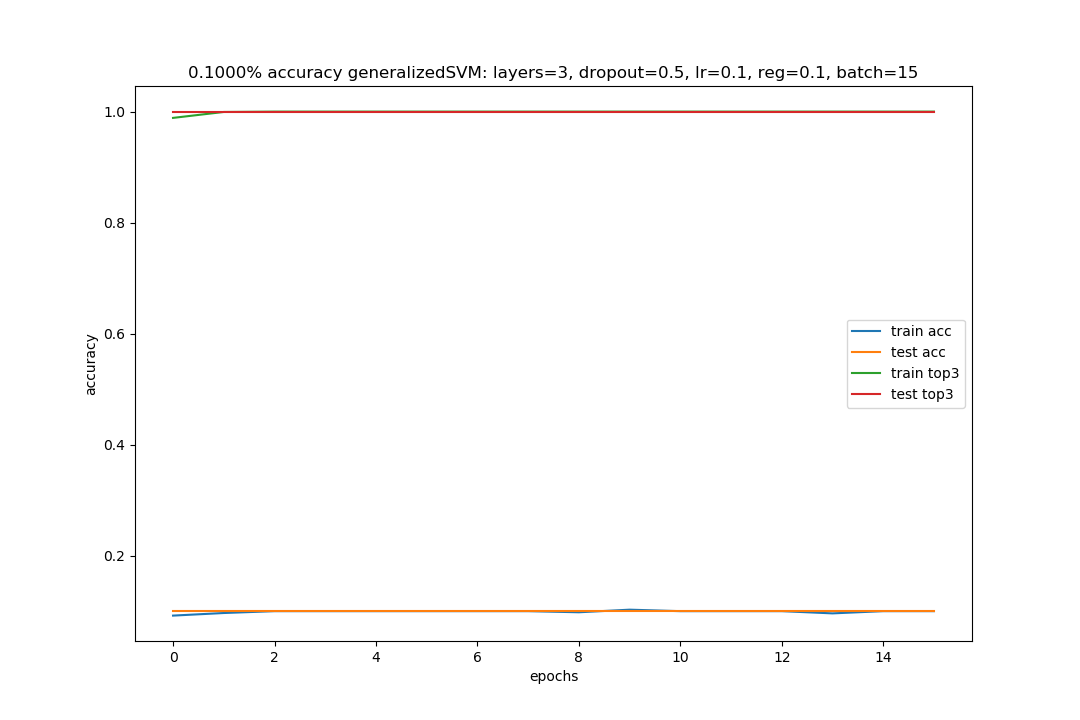 0.1000% accuracy generalizedSVM: layers=3, dropout=0.5, lr=0.1, reg=0.1, batch=15
1.0
0.8
0.6
0.4
0.2
accuracy
train acc
test acc
train top3
test top3
0 2 4 6 8 10 12 14
epochs